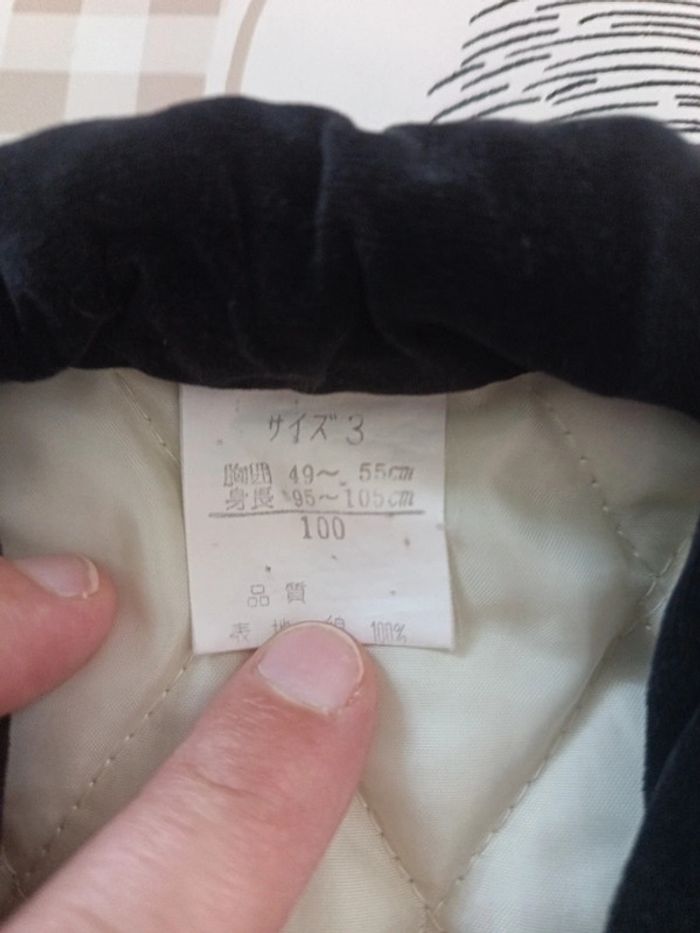 サイズ 3
胸囲 49〜 55cm
身長 95〜105cm
100
品質
表地 綿 100%